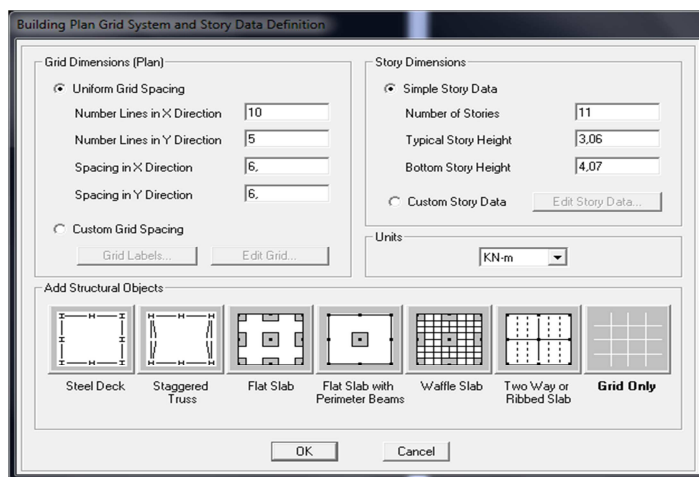 Building Plan Grid System and Story Data Definition
Grid Dimensions (Plan)
Uniform Grid Spacing
Number Lines in X Direction 10
Number Lines in Y Direction 5
Spacing in X Direction 6,
Spacing in Y Direction 6,
Custom Grid Spacing
Grid Labels... Edit Grid...
Story Dimensions
Simple Story Data
Number of Stories 11
Typical Story Height 3,06
Bottom Story Height 4,07
Custom Story Data Edit Story Data...
Units
KN-m
Add Structural Objects
Steel Deck
Staggered
Truss
Flat Slab
Flat Slab with
Perimeter Beams
Waffle Slab
Two Way or
Ribbed Slab
Grid Only
OK Cancel